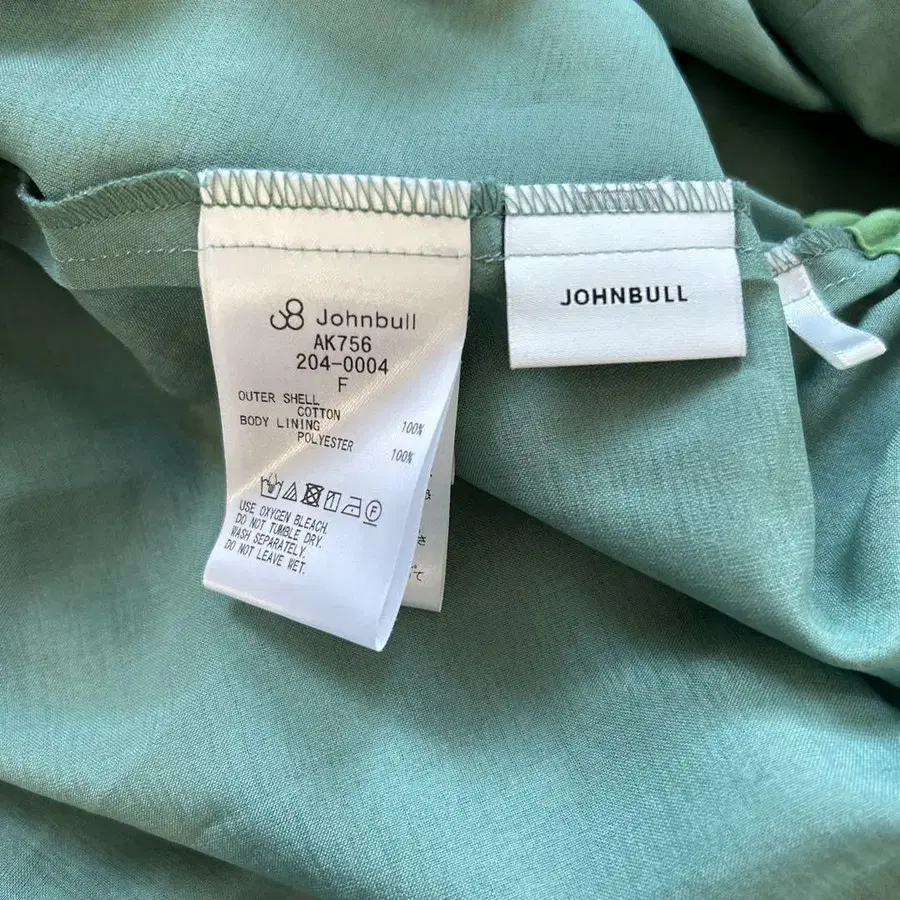 Johnbull
AK756
204-0004
F
OUTER SHELL
COTTON 100%
BODY LINING
POLYESTER 100%
F
USE OXYGEN BLEACH.
DO NOT TUMBLE DRY.
WASH SEPARATELY.
DO NOT LEAVE WET.
JOHNBULL